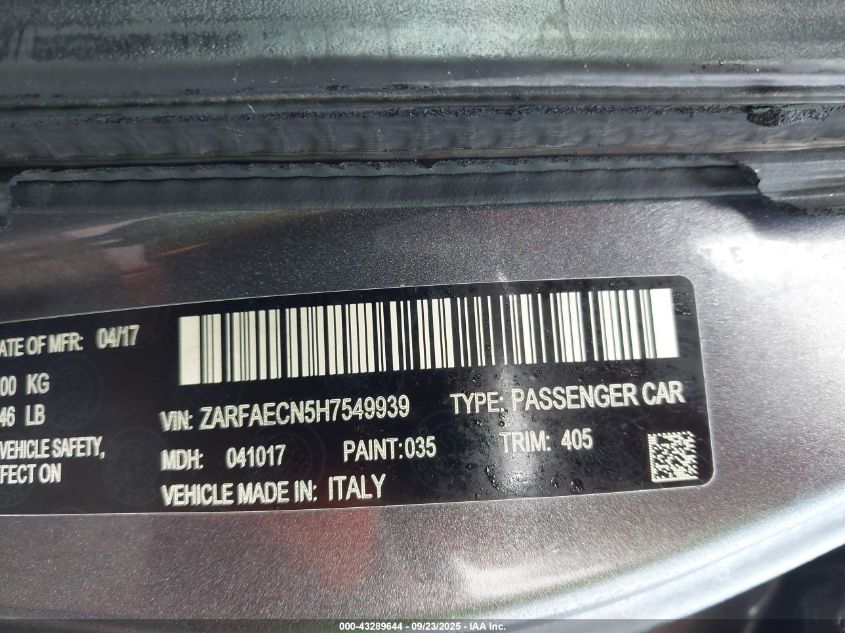 ATE OF MFR: 04/17
00 KG
46 LB
VEHICLE SAFETY,
FFECT ON
VIN: ZARFAECN5H7549939 TYPE: PASSENGER CAR
MDH: 041017 PAINT: 035 TRIM: 405
VEHICLE MADE IN: ITALY
000-43289644 - 09/23/2025 - IAA Inc.